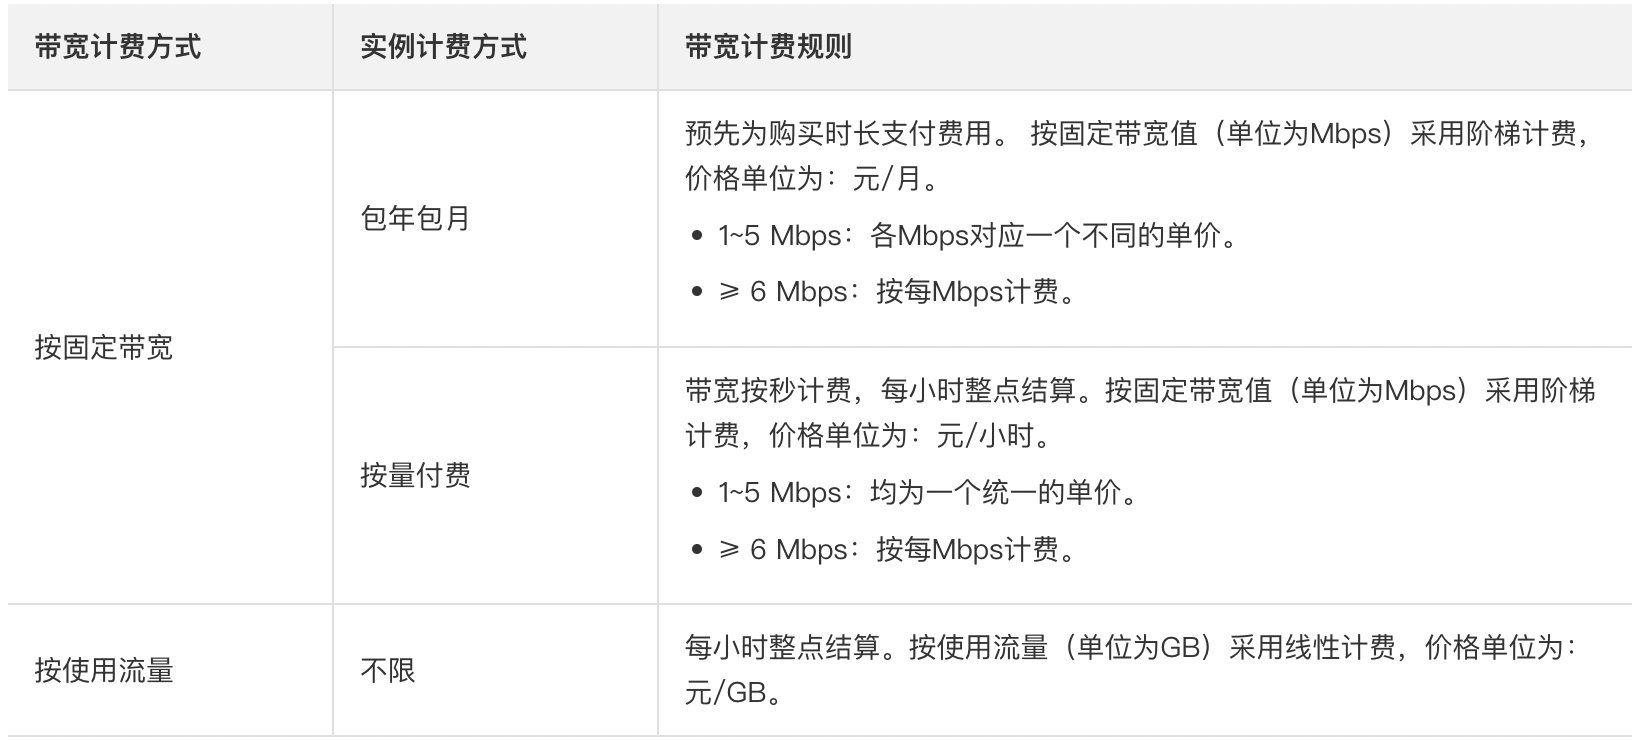 带宽计费方式
实例计费方式
带宽计费规则
按固定带宽
包年包月
预先为购买时长支付费用。 按固定带宽值（单位为Mbps）采用阶梯计费，
价格单位为：元/月。
• 1~5 Mbps：各Mbps对应一个不同的单价。
• ≥ 6 Mbps：按每Mbps计费。
按量付费
带宽按秒计费，每小时整点结算。按固定带宽值（单位为Mbps）采用阶梯
计费，价格单位为：元/小时。
• 1~5 Mbps：均为一个统一的单价。
• ≥ 6 Mbps：按每Mbps计费。
按使用流量
不限
每小时整点结算。按使用流量（单位为GB）采用线性计费，价格单位为：
元/GB。